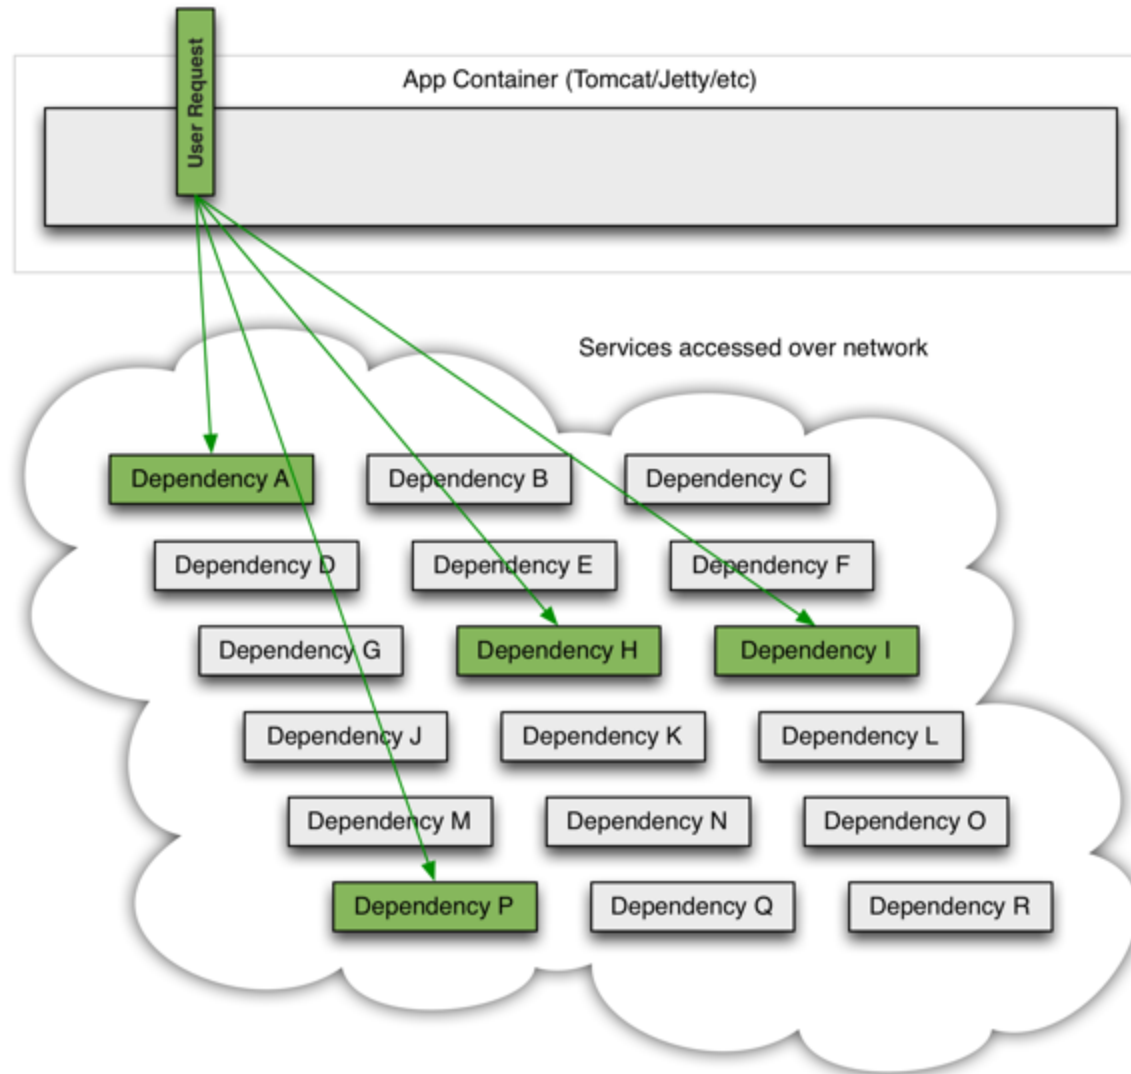 User Request
App Container (Tomcat/Jetty/etc)
Services accessed over network
Dependency A
Dependency B
Dependency C
Dependency D
Dependency E
Dependency F
Dependency G
Dependency H
Dependency I
Dependency J
Dependency K
Dependency L
Dependency M
Dependency N
Dependency O
Dependency P
Dependency Q
Dependency R